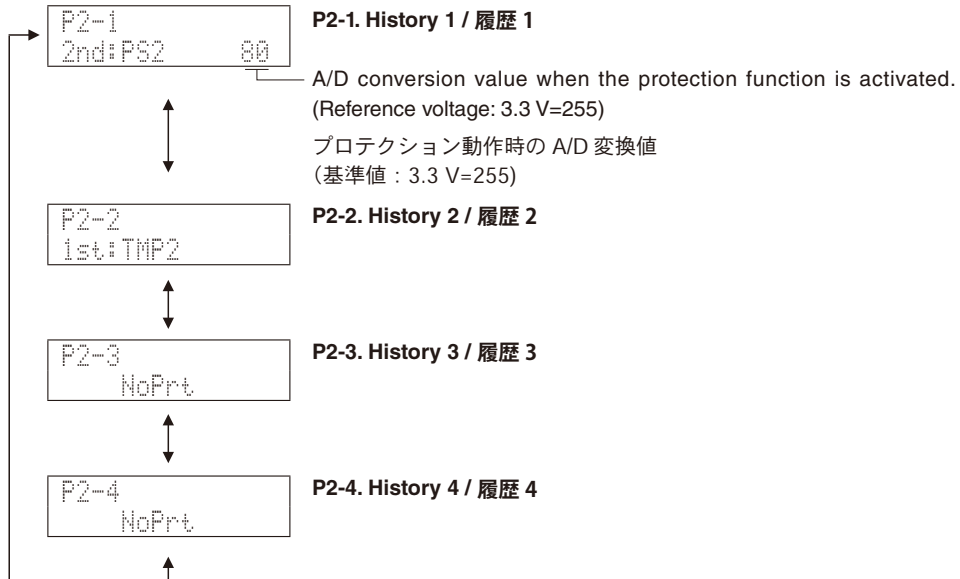 P2-1
2nd:PS2 80
P2-1. History 1 / 履歴 1
A/D conversion value when the protection function is activated.
(Reference voltage: 3.3 V=255)
プロテクション動作時の A/D 変換値
（基準値：3.3 V=255)
P2-2
1st:TMP2
P2-2. History 2 / 履歴 2
P2-3
NoPrt
P2-3. History 3 / 履歴 3
P2-4
NoPrt
P2-4. History 4 / 履歴 4